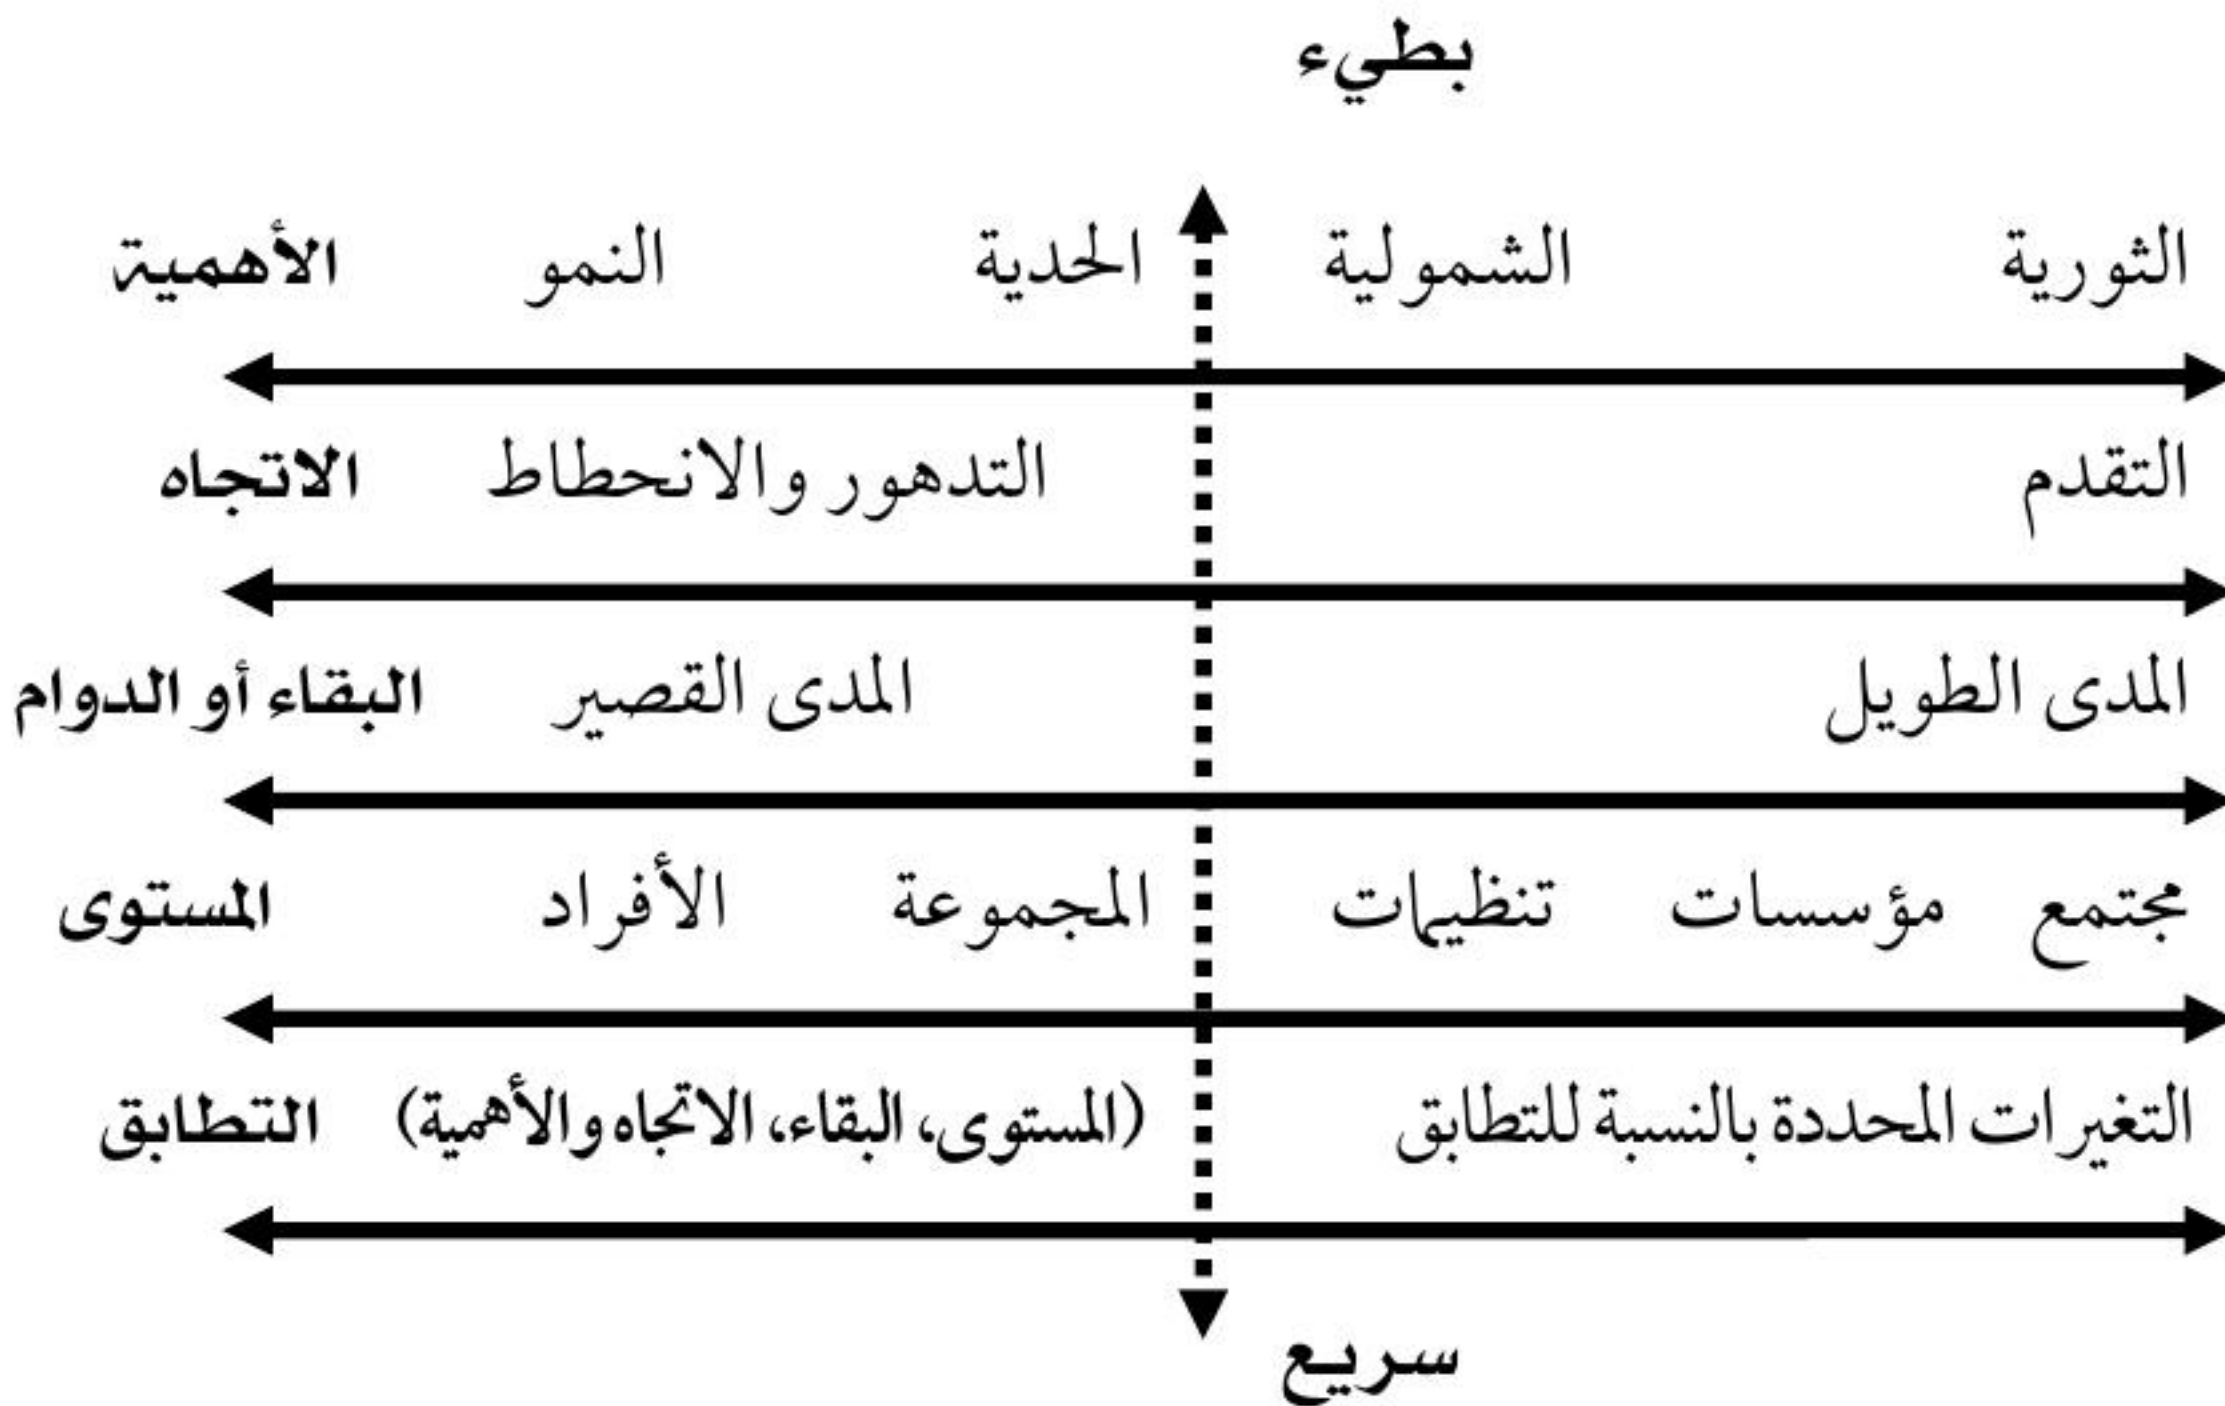 بطيء
الثورية الشمولية الحدية النمو الأهمية
التقدم التدهور والانحطاط الاتجاه
المدى الطويل المدى القصير البقاء أو الدوام
مجتمع مؤسسات تنظيمات المجموعة الأفراد المستوى
التغيرات المحددة بالنسبة للتطابق (المستوى، البقاء، الاتجاه والأهمية) التطابق
سريع